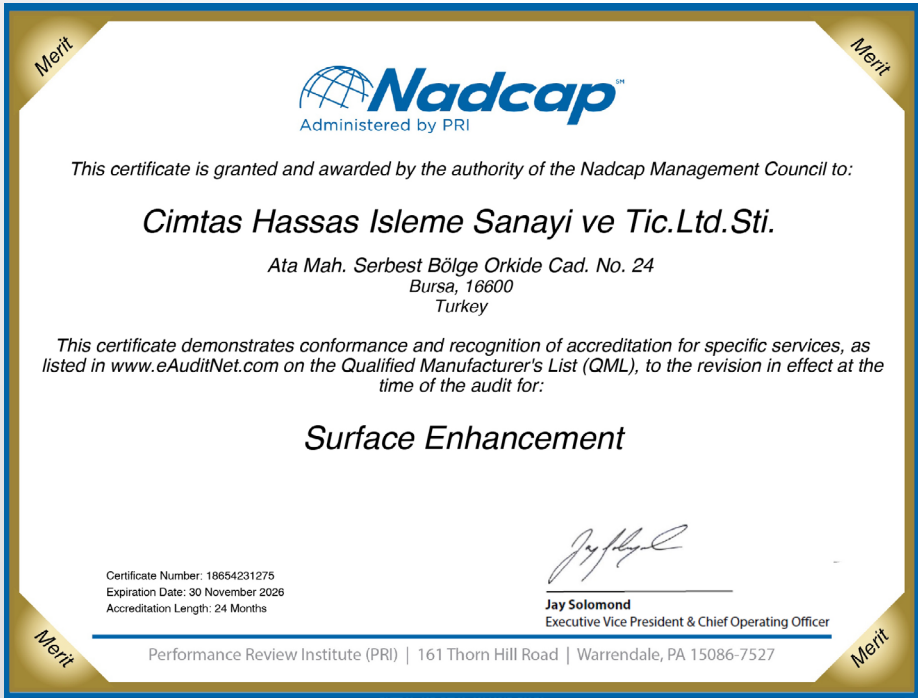 Merit
Merit
Nadcap℠
Administered by PRI
This certificate is granted and awarded by the authority of the Nadcap Management Council to:
Cimtas Hassas Isleme Sanayi ve Tic.Ltd.Sti.
Ata Mah. Serbest Bölge Orkide Cad. No. 24
Bursa, 16600
Turkey
This certificate demonstrates conformance and recognition of accreditation for specific services, as
listed in www.eAuditNet.com on the Qualified Manufacturer's List (QML), to the revision in effect at the
time of the audit for:
Surface Enhancement
Certificate Number: 18654231275
Expiration Date: 30 November 2026
Accreditation Length: 24 Months
Jay Solomond
Executive Vice President & Chief Operating Officer
Merit
Merit
Performance Review Institute (PRI) | 161 Thorn Hill Road | Warrendale, PA 15086-7527